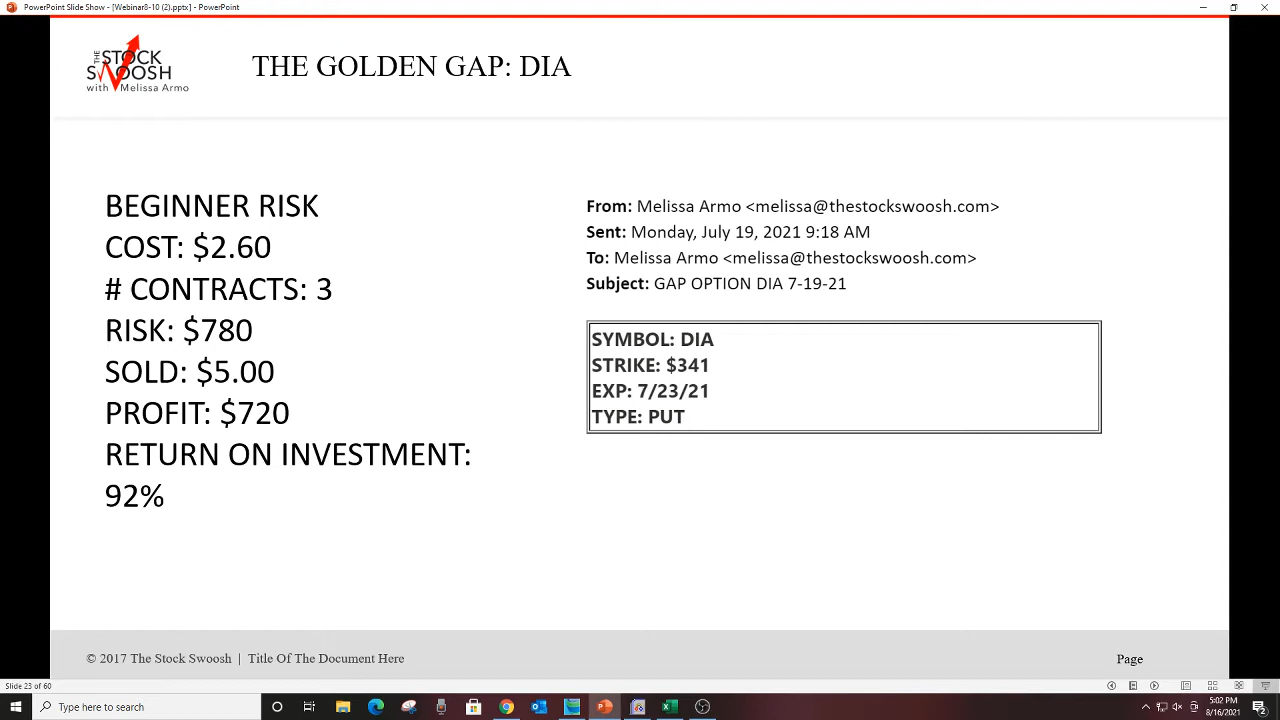 PowerPoint Slide Show - [Webinar8-10 (2).pptx] - PowerPoint
THE STOCK SWOOSH
with Melissa Armo
THE GOLDEN GAP: DIA
BEGINNER RISK
COST: $2.60
# CONTRACTS: 3
RISK: $780
SOLD: $5.00
PROFIT: $720
RETURN ON INVESTMENT:
92%
From: Melissa Armo <melissa@thestockswoosh.com>
Sent: Monday, July 19, 2021 9:18 AM
To: Melissa Armo <melissa@thestockswoosh.com>
Subject: GAP OPTION DIA 7-19-21
SYMBOL: DIA
STRIKE: $341
EXP: 7/23/21
TYPE: PUT
© 2017 The Stock Swoosh | Title Of The Document Here
Page
Slide 23 of 60
Type here to search
5:02 PM
8/16/2021